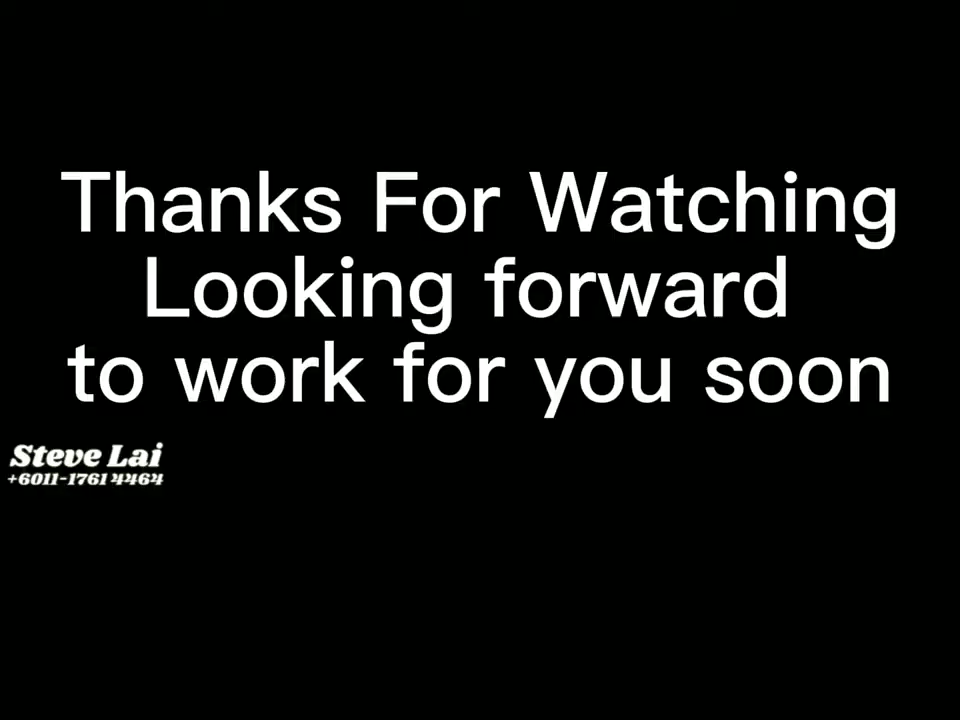 Thanks For Watching
Looking forward
to work for you soon
Steve Lai
+6011-1761 4464